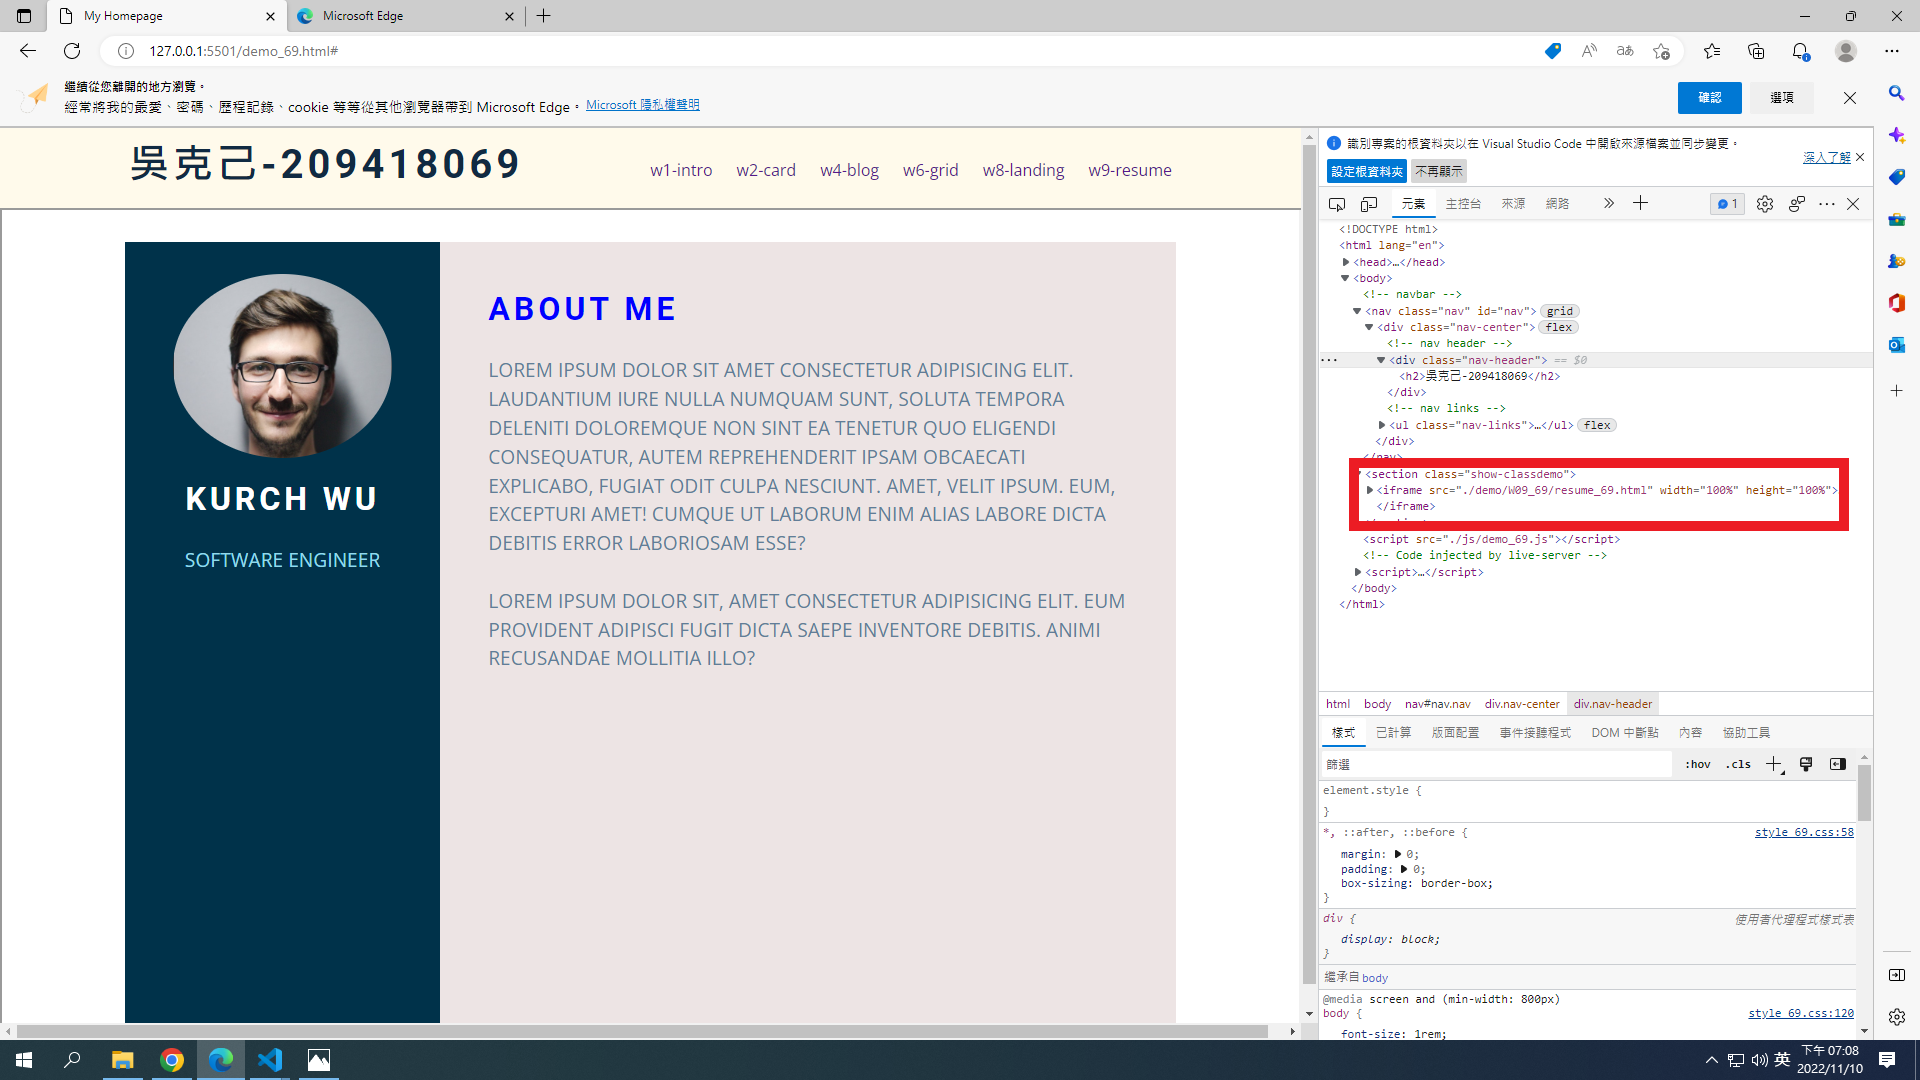 My Homepage
Microsoft Edge
127.0.0.1:5501/demo_69.html#
繼續從您離開的地方瀏覽。
經常將我的最愛、密碼、歷程記錄、cookie 等等從其他瀏覽器帶到 Microsoft Edge。 Microsoft 隱私權聲明
確認
選項
吳克己-209418069
w1-intro w2-card w4-blog w6-grid w8-landing w9-resume
KURCH WU
SOFTWARE ENGINEER
ABOUT ME
LOREM IPSUM DOLOR SIT AMET CONSECTETUR ADIPISICING ELIT.
LAUDANTIUM IURE NULLA NUMQUAM SUNT, SOLUTA TEMPORA
DELENITI DOLOREMQUE NON SINT EA TENETUR QUO ELIGENDI
CONSEQUATUR, AUTEM REPREHENDERIT IPSAM OBCAECATI
EXPLICABO, FUGIAT ODIT CULPA NESCIUNT. AMET, VELIT IPSUM. EUM,
EXCEPTURI AMET! CUMQUE UT LABORUM ENIM ALIAS LABORE DICTA
DEBITIS ERROR LABORIOSAM ESSE?
LOREM IPSUM DOLOR SIT, AMET CONSECTETUR ADIPISICING ELIT. EUM
PROVIDENT ADIPISCI FUGIT DICTA SAEPE INVENTORE DEBITIS. ANIMI
RECUSANDAE MOLLITIA ILLO?
識別專案的根資料夾以在 Visual Studio Code 中開啟來源檔案並同步變更。
深入了解
設定根資料夾 不再顯示
元素 主控台 來源 網路 1
<!DOCTYPE html>
<html lang="en">
<head>…</head>
<body>
<!-- navbar -->
<nav class="nav" id="nav"> grid
<div class="nav-center"> flex
<!-- nav header -->
<div class="nav-header"> == $0
<h2>吳克己-209418069</h2>
</div>
<!-- nav links -->
<ul class="nav-links">…</ul> flex
</div>
</nav>
<section class="show-classdemo">
<iframe src="./demo/W09_69/resume_69.html" width="100%" height="100%">
</iframe>
<script src="./js/demo_69.js"></script>
<!-- Code injected by live-server -->
<script>…</script>
</body>
</html>
html body nav#nav.nav div.nav-center div.nav-header
樣式 已計算 版面配置 事件接聽程式 DOM 中斷點 內容 協助工具
篩選 :hov .cls
element.style {
}
*, ::after, ::before { style 69.css:58
margin: 0;
padding: 0;
box-sizing: border-box;
}
div { 使用者代理程式樣式表
display: block;
}
繼承自 body
@media screen and (min-width: 800px)
body { style 69.css:120
font-size: 1rem;
英
下午 07:08
2022/11/10